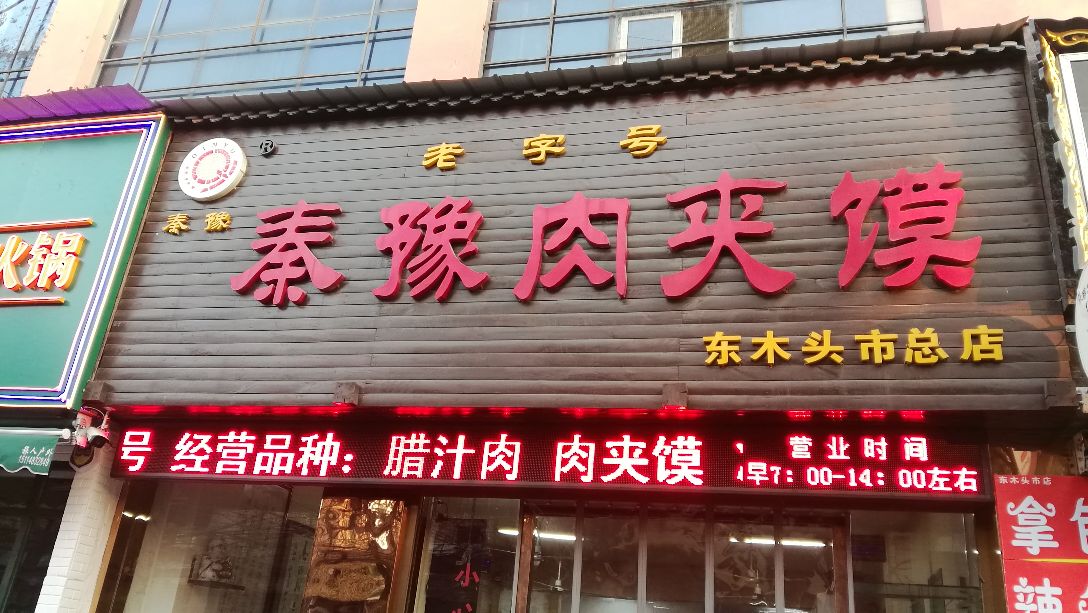 老字号
秦豫肉夹馍
秦豫
QINYU
®
东木头市总店
火锅
号 经营品种：腊汁肉 肉夹馍
营业时间
早7：00-14：00左右
东木头市店
拿
辣
小